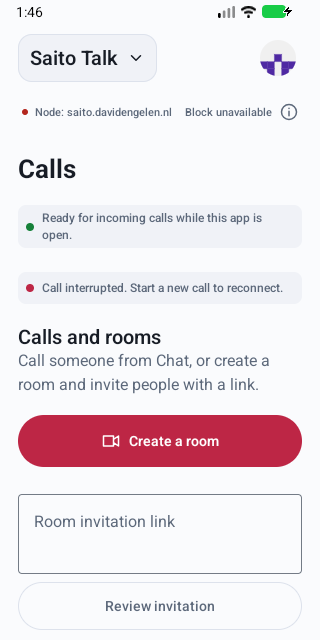 1:46
Saito Talk
Node: saito.davidengelen.nl Block unavailable
Calls
Ready for incoming calls while this app is
open.
Call interrupted. Start a new call to reconnect.
Calls and rooms
Call someone from Chat, or create a
room and invite people with a link.
Create a room
Room invitation link
Review invitation